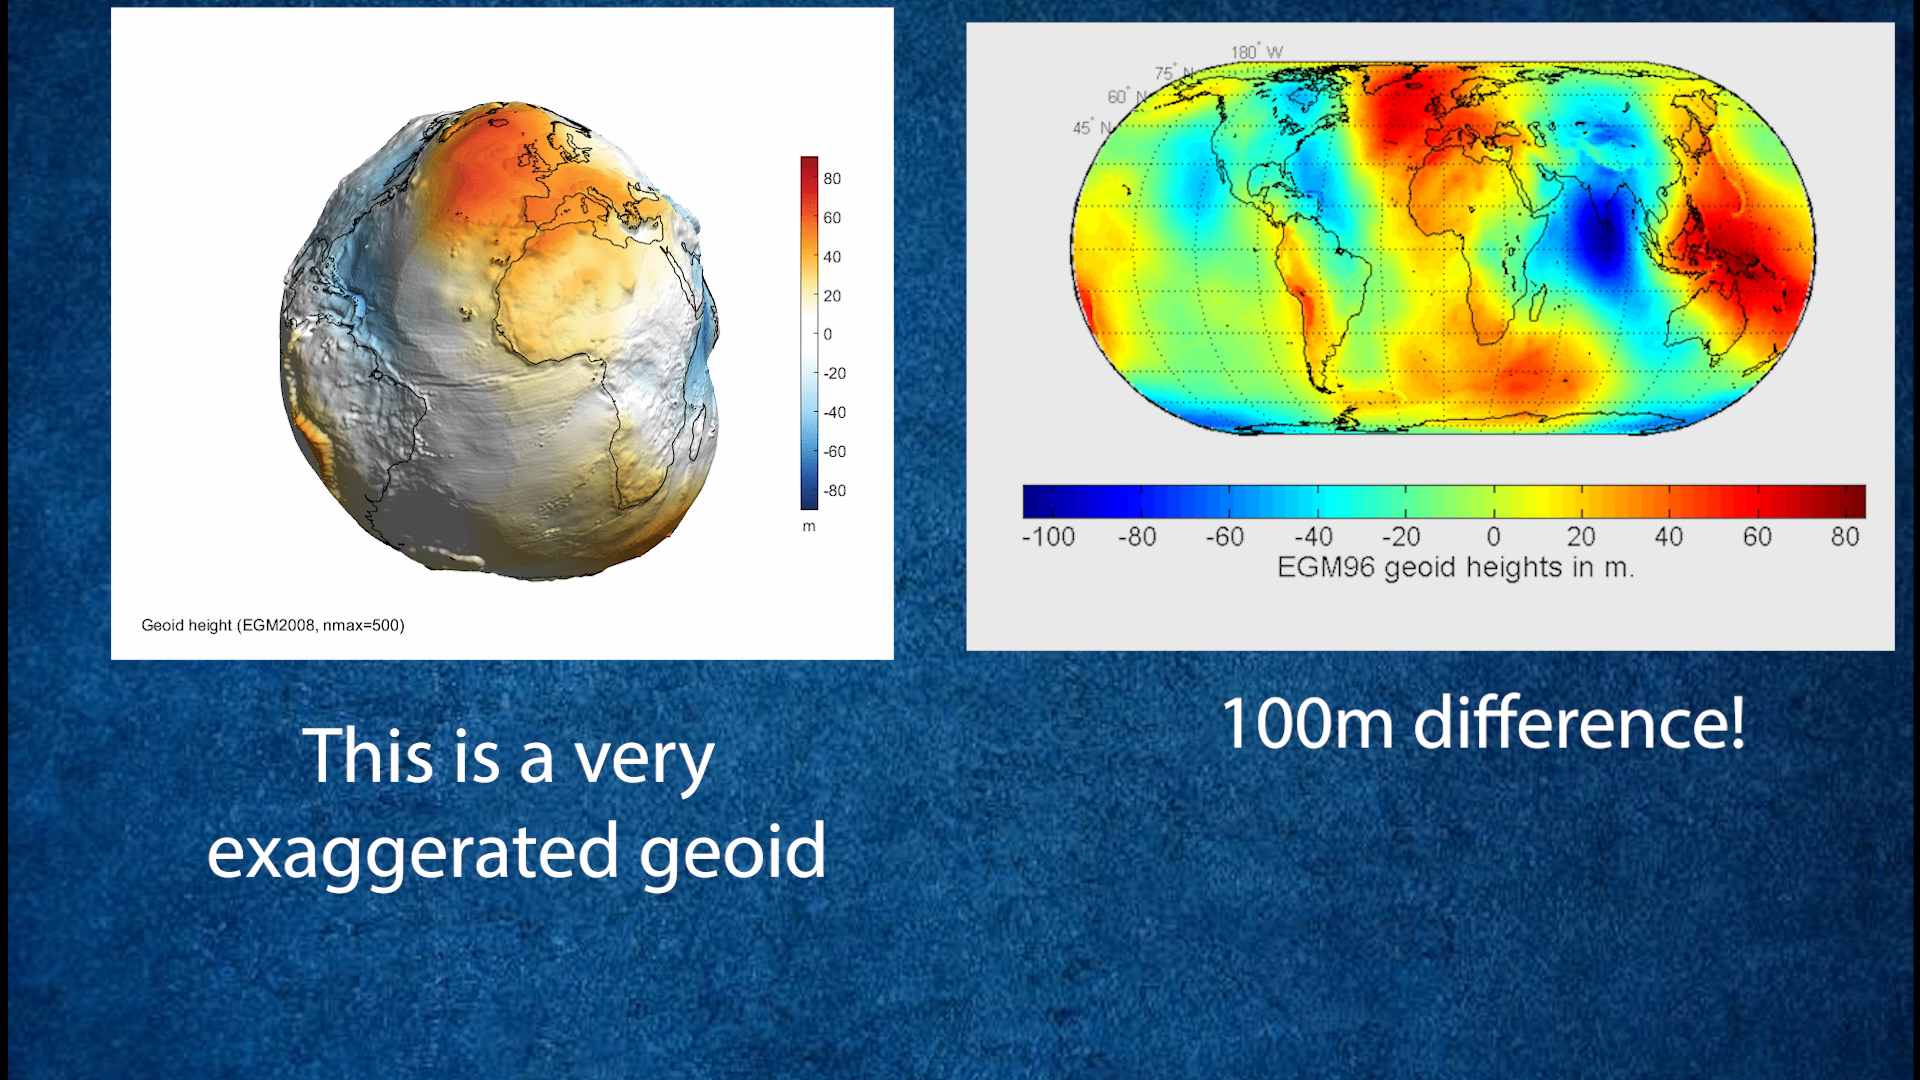 80
60
40
20
0
-20
-40
-60
-80
m
Geoid height (EGM2008, nmax=500)
This is a very
exaggerated geoid
180° W
75° N
60° N
45° N
-100 -80 -60 -40 -20 0 20 40 60 80
EGM96 geoid heights in m.
100m difference!